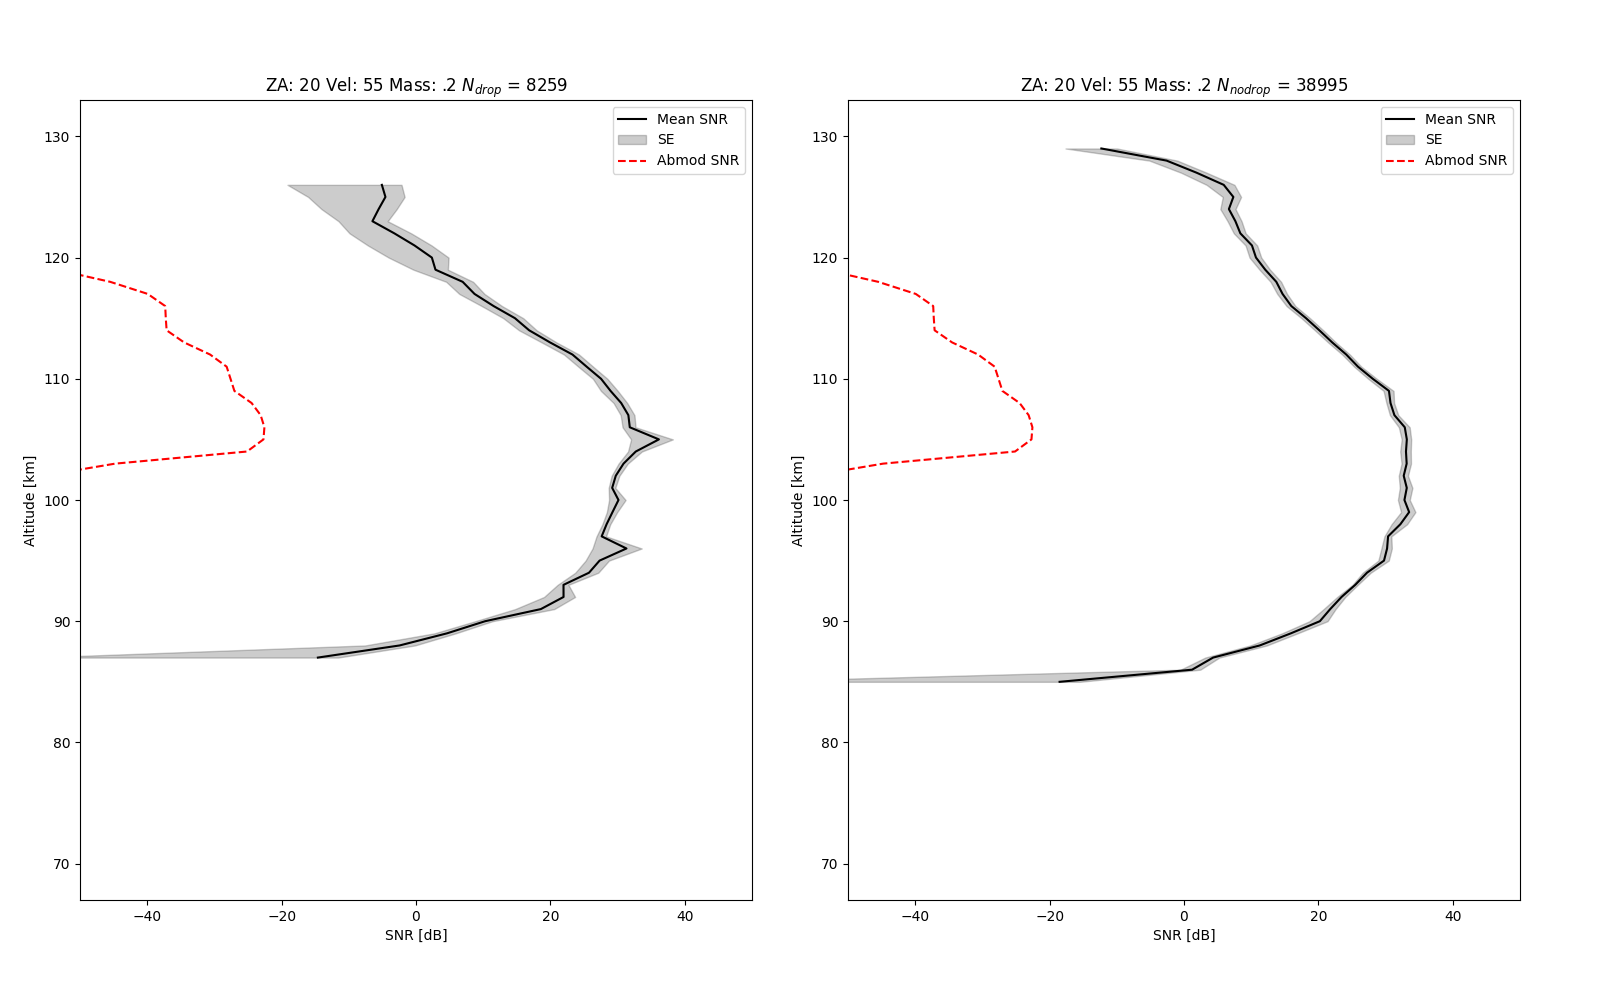 ZA: 20 Vel: 55 Mass: .2 N_drop = 8259
130
120
110
100
90
80
70
Altitude [km]
−40 −20 0 20 40
SNR [dB]
Mean SNR
SE
Abmod SNR
ZA: 20 Vel: 55 Mass: .2 N_nodrop = 38995
130
120
110
100
90
80
70
Altitude [km]
−40 −20 0 20 40
SNR [dB]
Mean SNR
SE
Abmod SNR